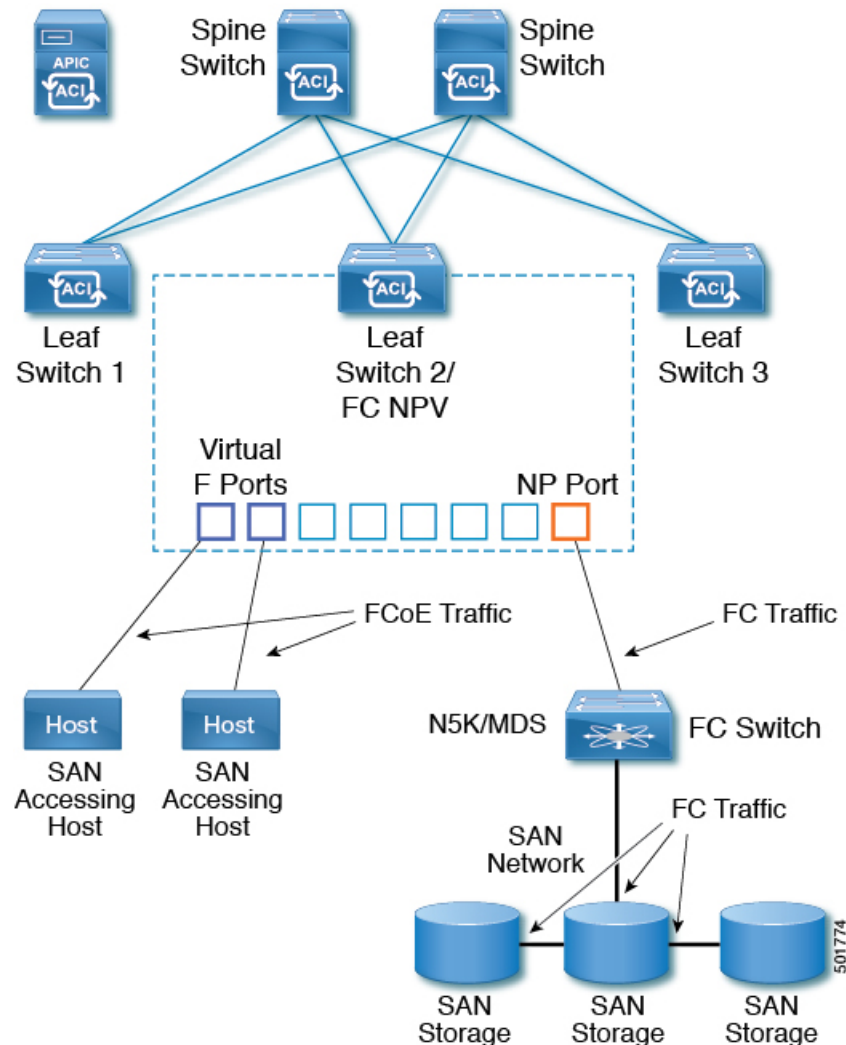 APIC
ACI
Spine
Switch
ACI
Spine
Switch
ACI
ACI
Leaf
Switch 1
ACI
Leaf
Switch 2/
FC NPV
ACI
Leaf
Switch 3
Virtual
F Ports
NP Port
FCoE Traffic
FC Traffic
Host
SAN
Accessing
Host
Host
SAN
Accessing
Host
N5K/MDS
FC Switch
FC Traffic
SAN
Network
SAN
Storage
SAN
Storage
SAN
Storage
501774